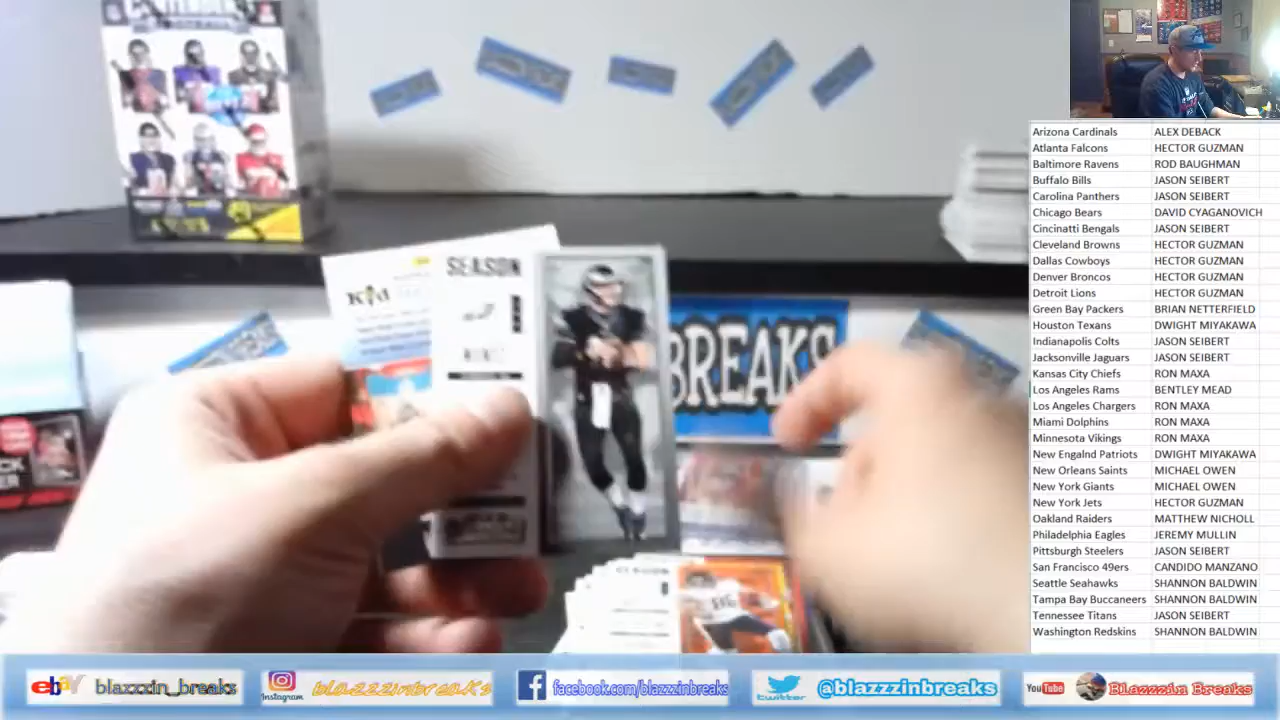 CONTENDERS
SEASON
BREAKS
SEASON
Arizona Cardinals ALEX DEBACK
Atlanta Falcons HECTOR GUZMAN
Baltimore Ravens ROD BAUGHMAN
Buffalo Bills JASON SEIBERT
Carolina Panthers JASON SEIBERT
Chicago Bears DAVID CYAGANOVICH
Cincinatti Bengals JASON SEIBERT
Cleveland Browns HECTOR GUZMAN
Dallas Cowboys HECTOR GUZMAN
Denver Broncos HECTOR GUZMAN
Detroit Lions HECTOR GUZMAN
Green Bay Packers BRIAN NETTERFIELD
Houston Texans DWIGHT MIYAKAWA
Indianapolis Colts JASON SEIBERT
Jacksonville Jaguars JASON SEIBERT
Kansas City Chiefs RON MAXA
Los Angeles Rams BENTLEY MEAD
Los Angeles Chargers RON MAXA
Miami Dolphins RON MAXA
Minnesota Vikings RON MAXA
New Engalnd Patriots DWIGHT MIYAKAWA
New Orleans Saints MICHAEL OWEN
New York Giants MICHAEL OWEN
New York Jets HECTOR GUZMAN
Oakland Raiders MATTHEW NICHOLL
Philadelphia Eagles JEREMY MULLIN
Pittsburgh Steelers JASON SEIBERT
San Francisco 49ers CANDIDO MANZANO
Seattle Seahawks SHANNON BALDWIN
Tampa Bay Buccaneers SHANNON BALDWIN
Tennessee Titans JASON SEIBERT
Washington Redskins SHANNON BALDWIN
ebay blazzzin_breaks
Instagram blazzzinbreaks
facebook.com/blazzzinbreaks
twitter @blazzzinbreaks
YouTube Blazzzin Breaks